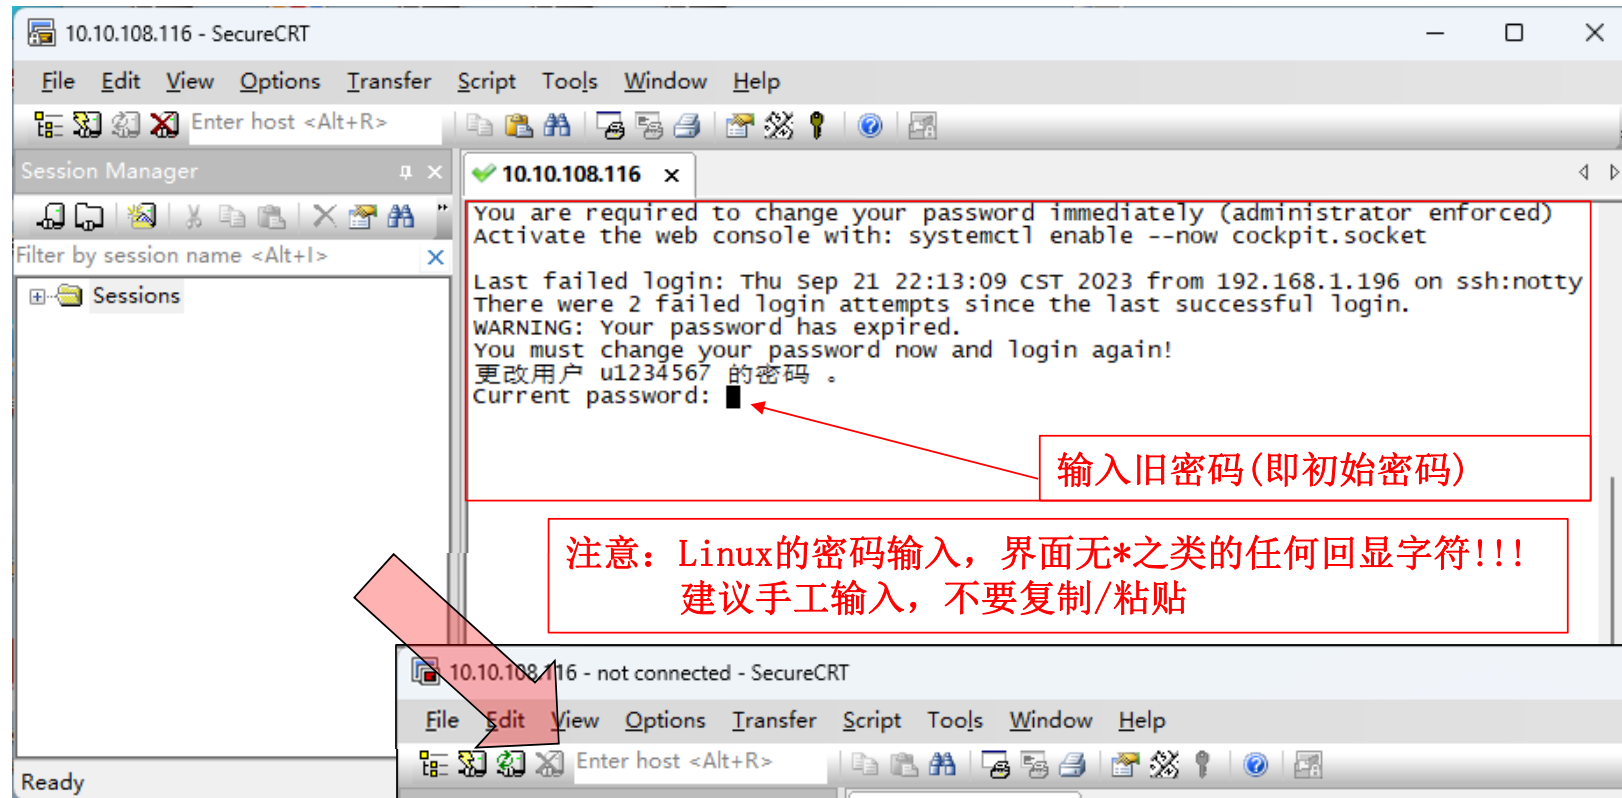 10.10.108.116 - SecureCRT
File Edit View Options Transfer Script Tools Window Help
Enter host <Alt+R>
Session Manager
10.10.108.116
Filter by session name <Alt+I>
Sessions
You are required to change your password immediately (administrator enforced)
Activate the web console with: systemctl enable --now cockpit.socket
Last failed login: Thu Sep 21 22:13:09 CST 2023 from 192.168.1.196 on ssh:notty
There were 2 failed login attempts since the last successful login.
WARNING: Your password has expired.
You must change your password now and login again!
更改用户 u1234567 的密码 。
Current password:
输入旧密码(即初始密码)
注意：Linux的密码输入，界面无*之类的任何回显字符!!!
建议手工输入，不要复制/粘贴
10.10.108.116 - not connected - SecureCRT
File Edit View Options Transfer Script Tools Window Help
Enter host <Alt+R>
Ready